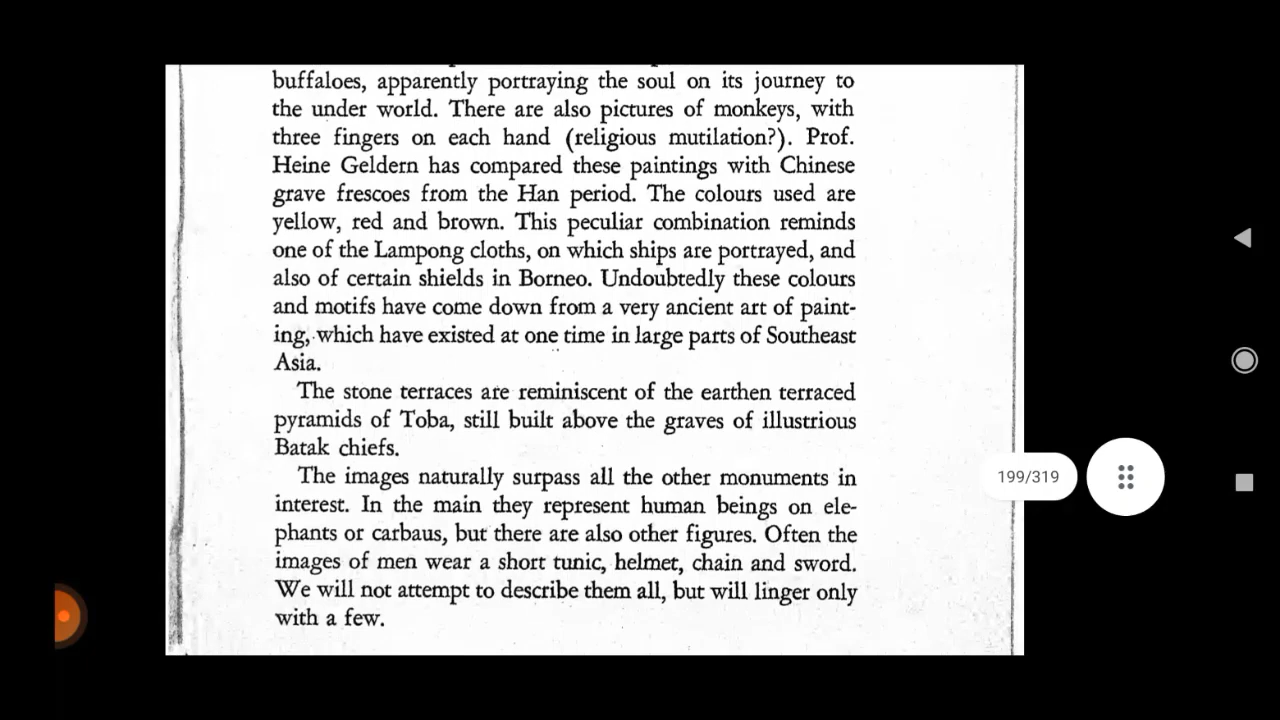 buffaloes, apparently portraying the soul on its journey to
the under world. There are also pictures of monkeys, with
three fingers on each hand (religious mutilation?). Prof.
Heine Geldern has compared these paintings with Chinese
grave frescoes from the Han period. The colours used are
yellow, red and brown. This peculiar combination reminds
one of the Lampong cloths, on which ships are portrayed, and
also of certain shields in Borneo. Undoubtedly these colours
and motifs have come down from a very ancient art of paint-
ing, which have existed at one time in large parts of Southeast
Asia.
The stone terraces are reminiscent of the earthen terraced
pyramids of Toba, still built above the graves of illustrious
Batak chiefs.
The images naturally surpass all the other monuments in
interest. In the main they represent human beings on ele-
phants or carbaus, but there are also other figures. Often the
images of men wear a short tunic, helmet, chain and sword.
We will not attempt to describe them all, but will linger only
with a few.
199/319